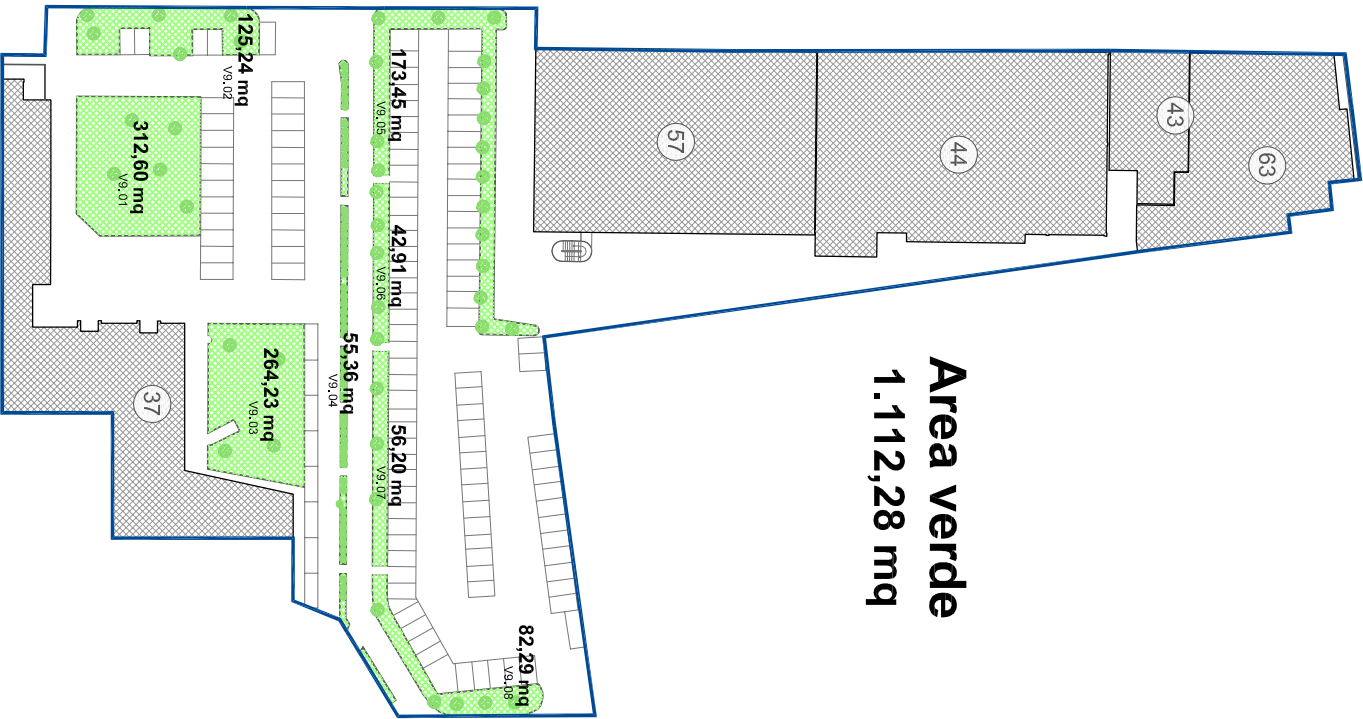 Area verde
1.112,28 mq
125,24 mq
V9.02
312,60 mq
V9.01
173,45 mq
V9.05
42,91 mq
V9.06
55,36 mq
V9.04
264,23 mq
V9.03
56,20 mq
V9.07
82,29 mq
V9.08
57
44
43
63
37